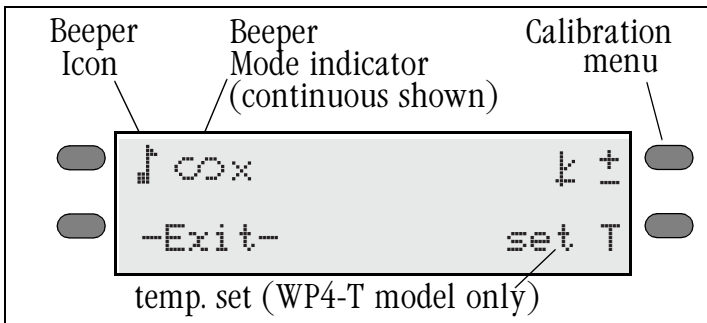 Beeper
Icon
Beeper
Mode indicator
(continuous shown)
Calibration
menu
♪ ∞x ±
-Exit- set T
temp. set (WP4-T model only)